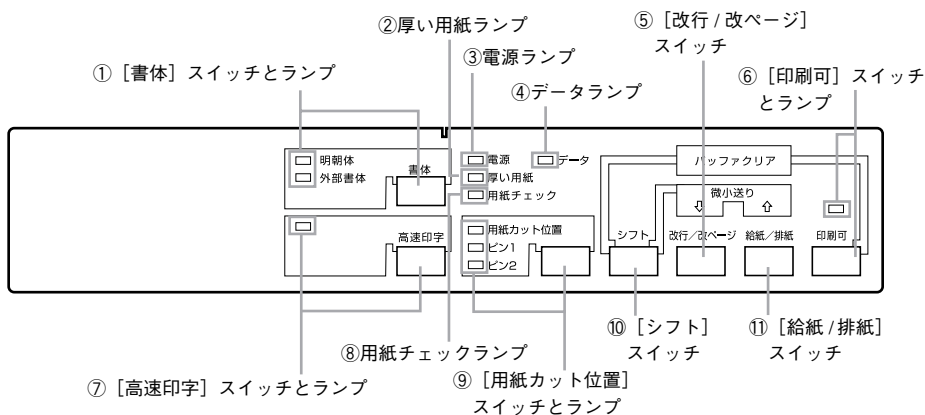 ⑤［改行 / 改ページ］
スイッチ
②厚い用紙ランプ
③電源ランプ
①［書体］スイッチとランプ
④データランプ
⑥［印刷可］スイッチ
とランプ
明朝体
外部書体
書体
電源
データ
厚い用紙
用紙チェック
バッファクリア
微小送り
高速印字
用紙カット位置
ピン1
ピン2
シフト
改行／改ページ
給紙／排紙
印刷可
⑩［シフト］
スイッチ
⑪［給紙 / 排紙］
スイッチ
⑧用紙チェックランプ
⑦［高速印字］スイッチとランプ
⑨［用紙カット位置］
スイッチとランプ